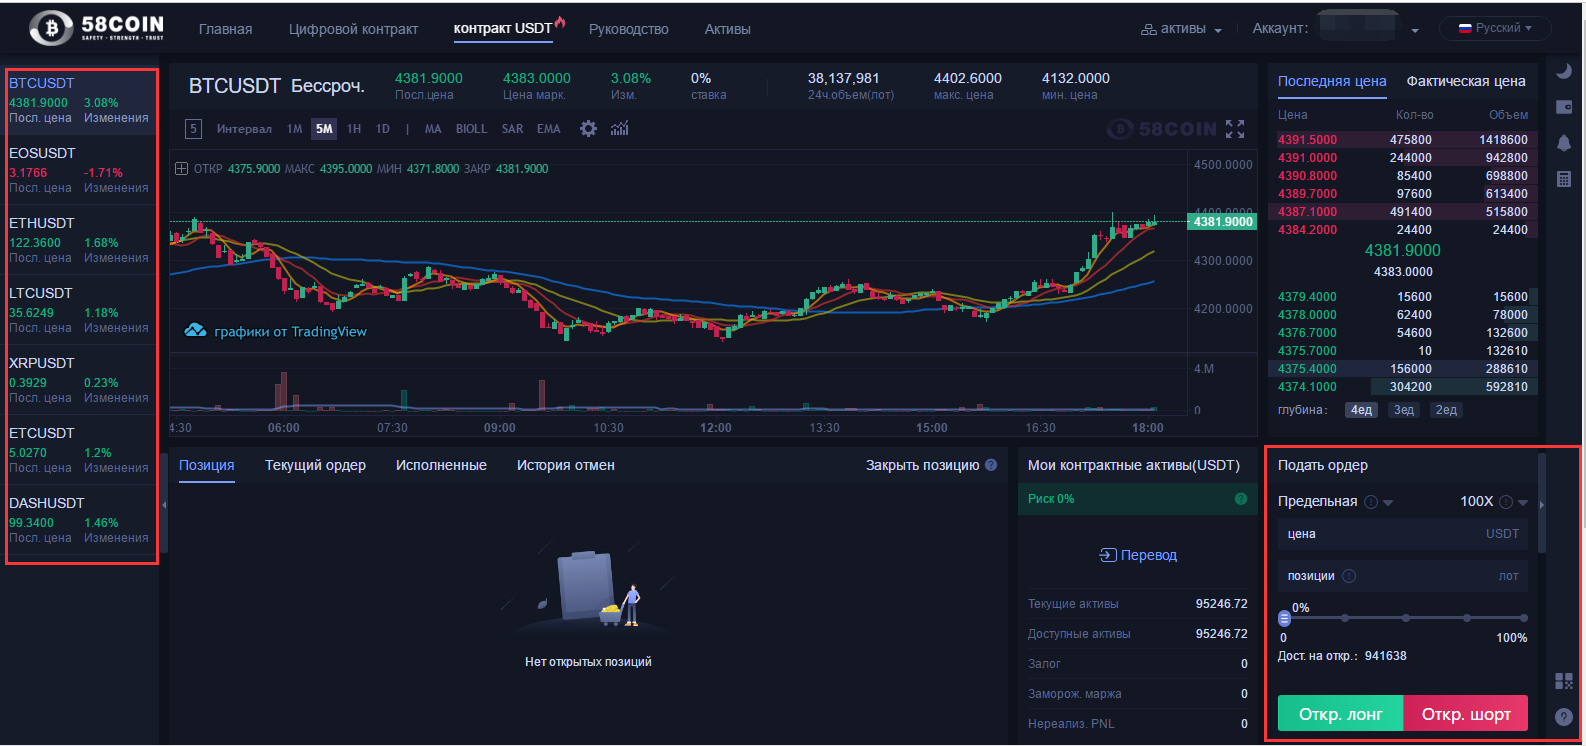 58COIN
SAFETY · STRENGTH · TRUST
Главная
Цифровой контракт
контракт USDT
Руководство
Активы
активы
Аккаунт:
Русский
BTCUSDT
4381.9000 3.08%
Посл. цена Изменения
EOSUSDT
3.1766 -1.71%
Посл. цена Изменения
ETHUSDT
122.3600 1.68%
Посл. цена Изменения
LTCUSDT
35.6249 1.18%
Посл. цена Изменения
XRPUSDT
0.3929 0.23%
Посл. цена Изменения
ETCUSDT
5.0270 1.2%
Посл. цена Изменения
DASHUSDT
99.3400 1.46%
Посл. цена Изменения
BTCUSDT Бессроч.
4381.9000 4383.0000 3.08% 0% 38,137,981 4402.6000 4132.0000
Посл.цена Цена марк. Изм. ставка 24ч.объем(лот) макс. цена мин. цена
5 Интервал 1M 5M 1H 1D | MA BIOLL SAR EMA
58COIN
ОТКР 4375.9000 МАКС 4395.0000 МИН 4371.8000 ЗАКР 4381.9000
4500.0000
4400.0000
4381.9000
4300.0000
4200.0000
графики от TradingView
4.M
0
4:30 06:00 07:30 09:00 10:30 12:00 13:30 15:00 16:30 18:00
Последняя цена Фактическая цена
Цена Кол-во Объем
4391.5000 475800 1418600
4391.0000 244000 942800
4390.8000 85400 698800
4389.7000 97600 613400
4387.1000 491400 515800
4384.2000 24400 24400
4381.9000
4383.0000
4379.4000 15600 15600
4378.0000 62400 78000
4376.7000 54600 132600
4375.7000 10 132610
4375.4000 156000 288610
4374.1000 304200 592810
глубина: 4ед 3ед 2ед
Позиция Текущий ордер Исполненные История отмен Закрыть позицию
Нет открытых позиций
Мои контрактные активы(USDT)
Риск 0%
Перевод
Текущие активы 95246.72
Доступные активы 95246.72
Залог 0
Заморож. маржа 0
Нереализ. PNL 0
Подать ордер
Предельная 100X
цена USDT
позиции лот
0%
0 100%
Дост. на откр.: 941638
Откр. лонг Откр. шорт